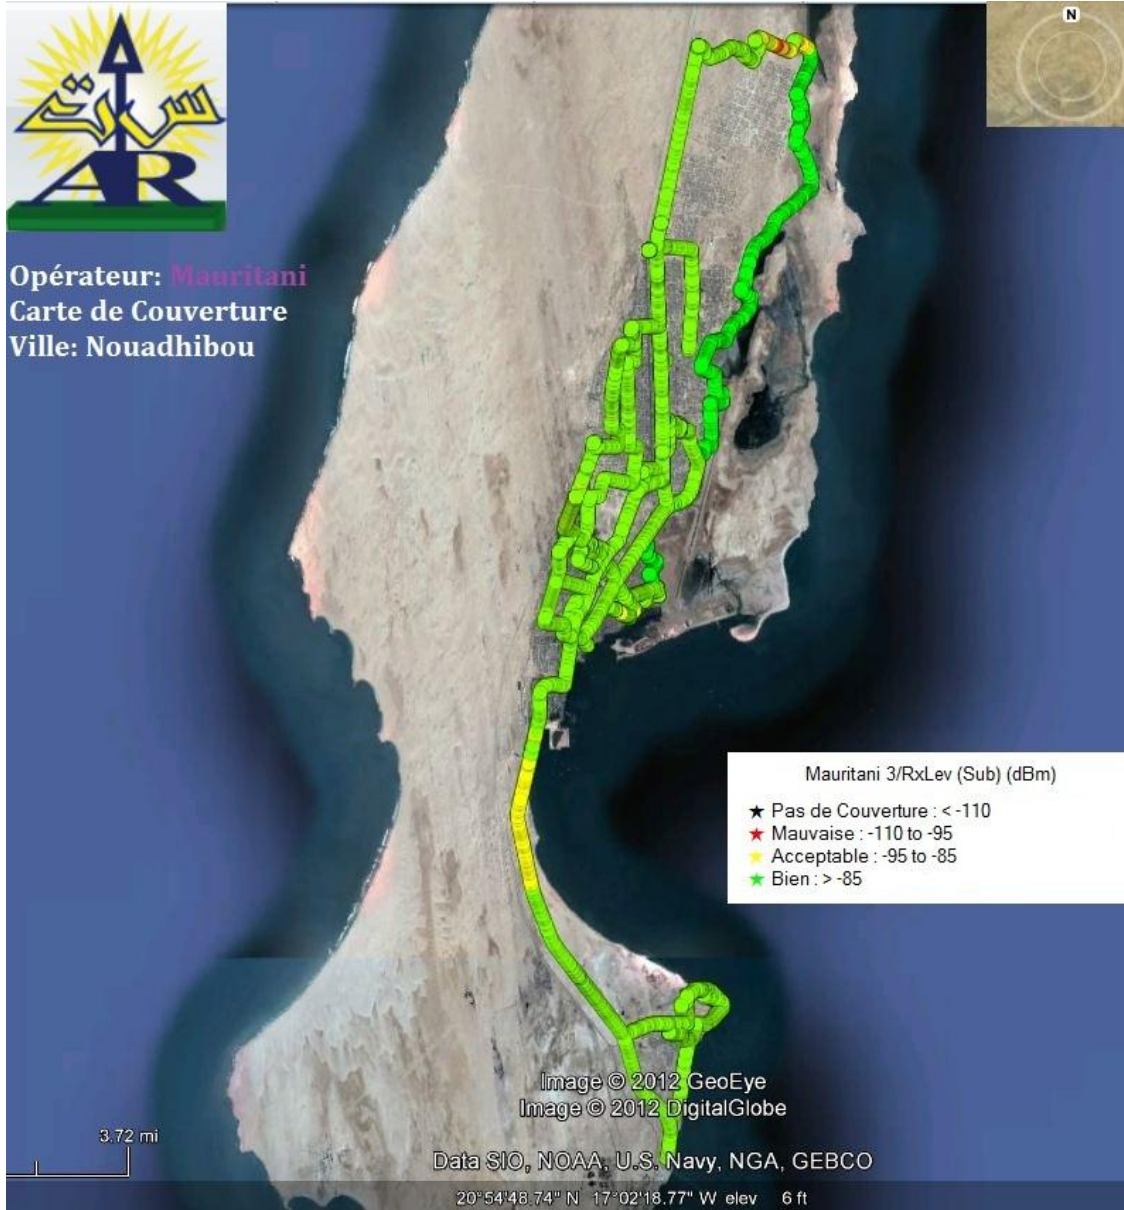 سات
AR
N
Opérateur: Mauritani
Carte de Couverture
Ville: Nouadhibou
Mauritani 3/RxLev (Sub) (dBm)
Pas de Couverture : < -110
Mauvaise : -110 to -95
Acceptable : -95 to -85
Bien : > -85
Image © 2012 GeoEye
Image © 2012 DigitalGlobe
3.72 mi
Data SIO, NOAA, U.S. Navy, NGA, GEBCO
20°54'48.74" N 17°02'18.77" W elev 6 ft